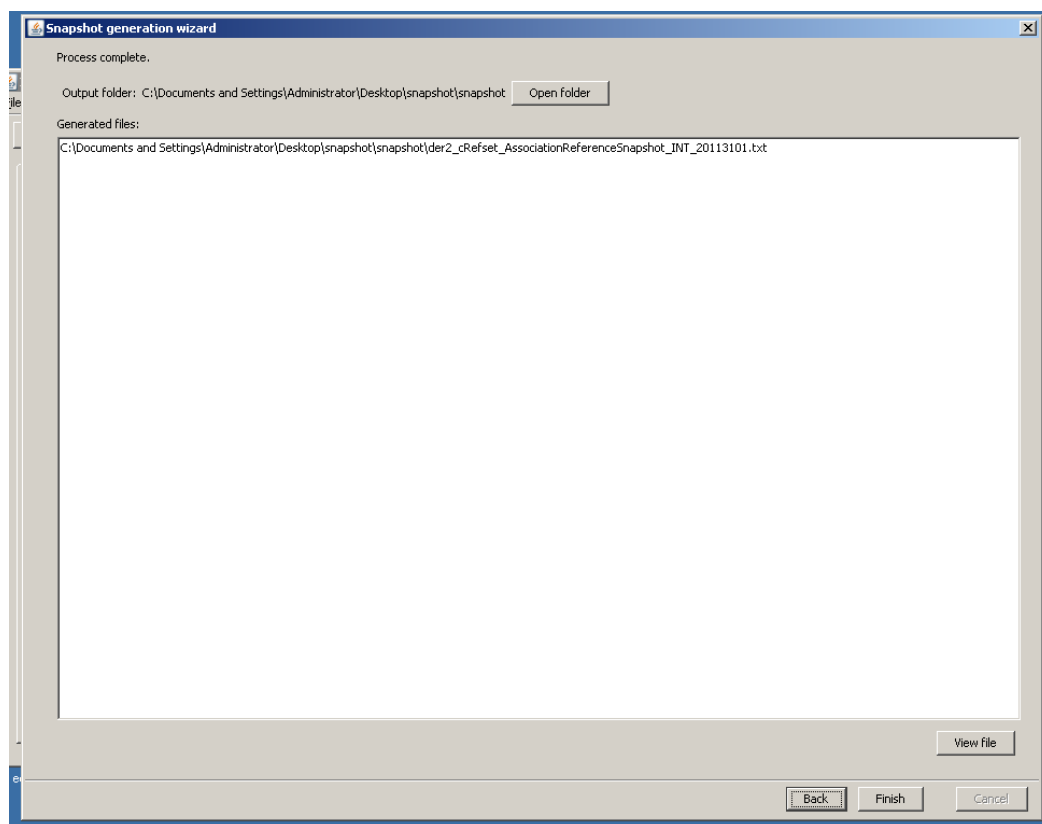 Snapshot generation wizard
Process complete.
Output folder: C:\Documents and Settings\Administrator\Desktop\snapshot\snapshot Open folder
Generated files:
C:\Documents and Settings\Administrator\Desktop\snapshot\snapshot\der2_cRefset_AssociationReferenceSnapshot_INT_20113101.txt
View file
Back Finish Cancel